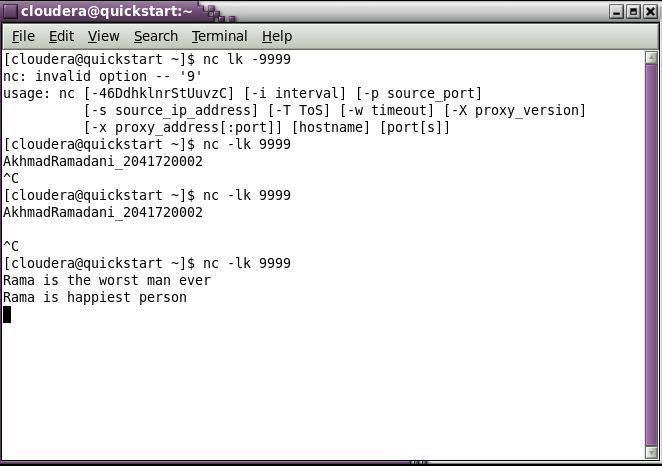 cloudera@quickstart:~
File Edit View Search Terminal Help
[cloudera@quickstart ~]$ nc lk -9999
nc: invalid option -- '9'
usage: nc [-46DdhklnrStUuvzC] [-i interval] [-p source_port]
[-s source_ip_address] [-T ToS] [-w timeout] [-X proxy_version]
[-x proxy_address[:port]] [hostname] [port[s]]
[cloudera@quickstart ~]$ nc -lk 9999
AkhmadRamadani_2041720002
^C
[cloudera@quickstart ~]$ nc -lk 9999
AkhmadRamadani_2041720002
^C
[cloudera@quickstart ~]$ nc -lk 9999
Rama is the worst man ever
Rama is happiest person